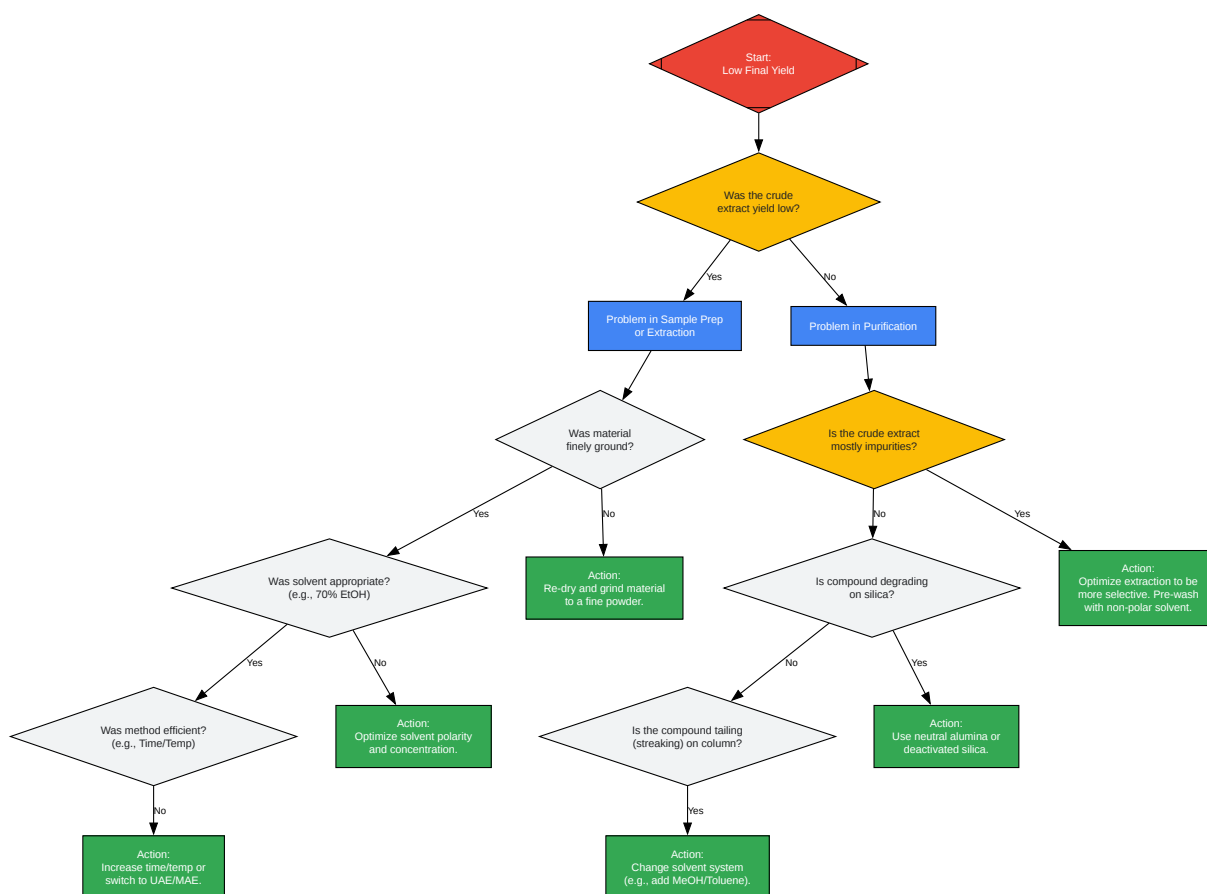 Start:
Low Final Yield
Was the crude
extract yield low?
Yes
No
Problem in Sample Prep
or Extraction
Problem in Purification
Was material
finely ground?
Is the crude extract
mostly impurities?
Yes
No
No
Yes
Was solvent appropriate?
(e.g., 70% EtOH)
Action:
Re-dry and grind material
to a fine powder.
Is compound degrading
on silica?
Action:
Optimize extraction to be
more selective. Pre-wash
with non-polar solvent.
Yes
No
No
Yes
Was method efficient?
(e.g., Time/Temp)
Action:
Optimize solvent polarity
and concentration.
Is the compound tailing
(streaking) on column?
Action:
Use neutral alumina or
deactivated silica.
No
Yes
Action:
Increase time/temp or
switch to UAE/MAE.
Action:
Change solvent system
(e.g., add MeOH/Toluene).